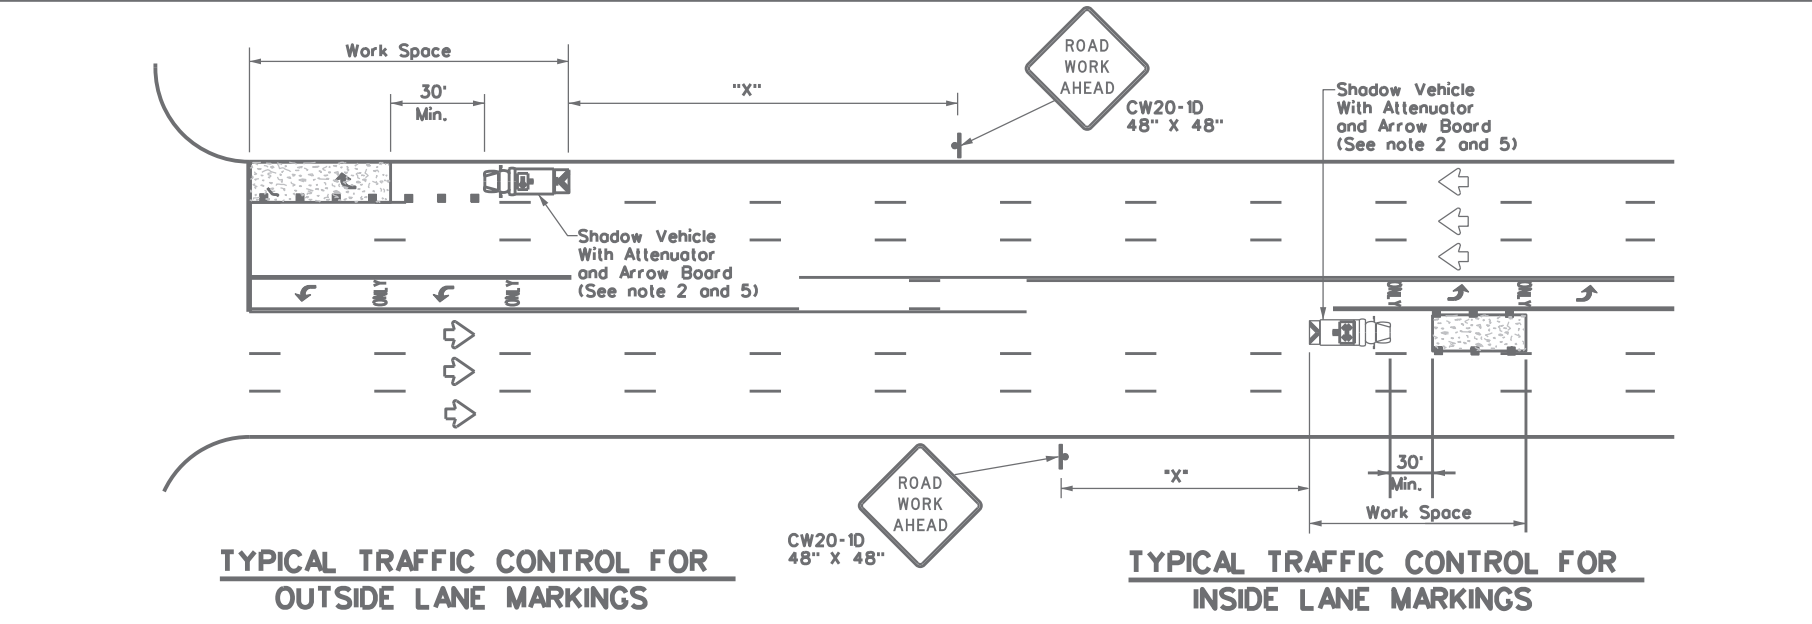 Work Space
30'
Min.
"X"
ROAD
WORK
AHEAD
CW20-1D
48" X 48"
Shadow Vehicle
With Attenuator
and Arrow Board
(See note 2 and 5)
Shadow Vehicle
With Attenuator
and Arrow Board
(See note 2 and 5)
ONLY
ONLY
ONLY
ONLY
ROAD
WORK
AHEAD
CW20-1D
48" X 48"
"X"
30'
Min.
Work Space
TYPICAL TRAFFIC CONTROL FOR
OUTSIDE LANE MARKINGS
TYPICAL TRAFFIC CONTROL FOR
INSIDE LANE MARKINGS